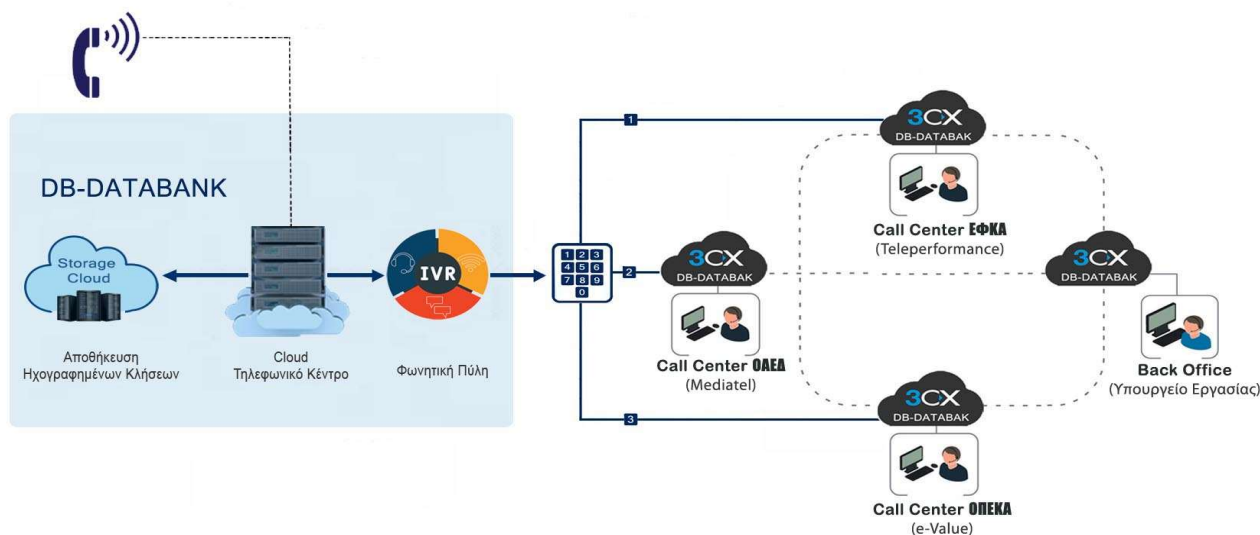 DB-DATABANK
Storage
Cloud
Αποθήκευση
Ηχογραφημένων Κλήσεων
Cloud
Τηλεφωνικό Κέντρο
IVR
Φωνητική Πύλη
1 2 3
4 5 6
7 8 9
0
1
3CX
DB-DATABAK
Call Center ΕΦΚΑ
(Teleperformance)
2
3CX
DB-DATABAK
Call Center ΟΑΕΔ
(Mediatel)
3CX
DB-DATABAK
Back Office
(Υπουργείο Εργασίας)
3
3CX
DB-DATABAK
Call Center ΟΠΕΚΑ
(e-Value)